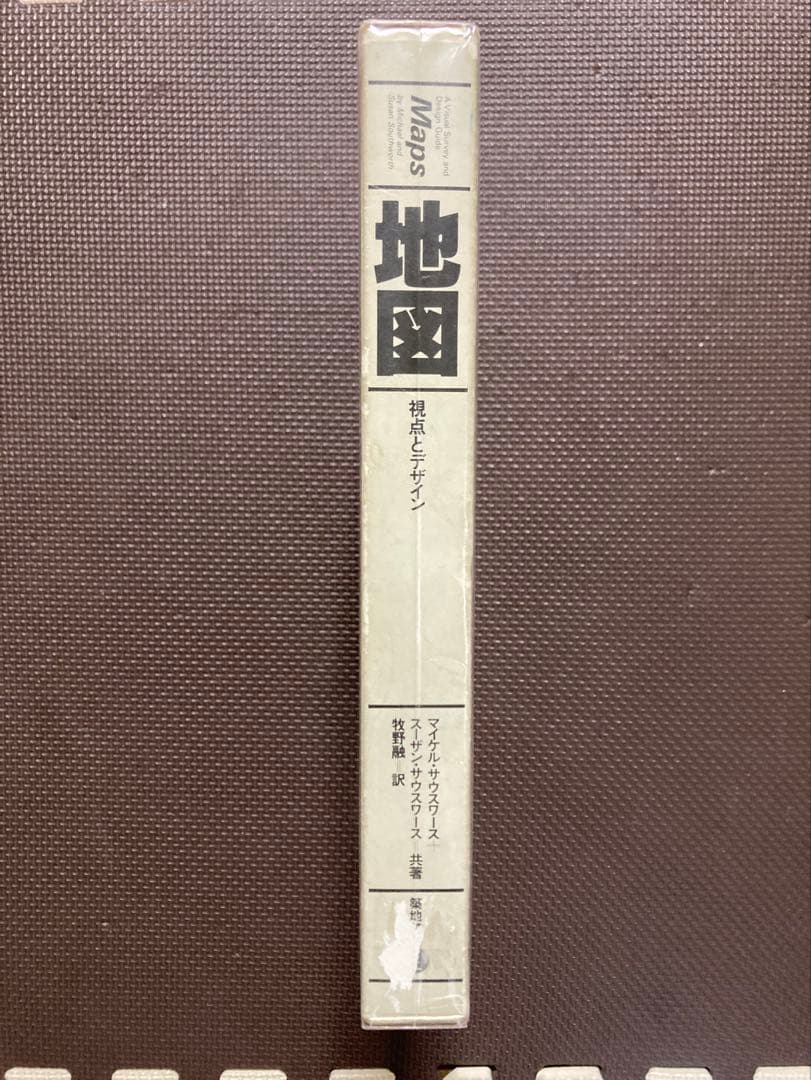 A Visual Survey and
Design Guide
Maps
by Michael and
Susan Southworth
地図
視点とデザイン
マイケル・サウスワース+
スーザン・サウスワース=共著
牧野融=訳
築地